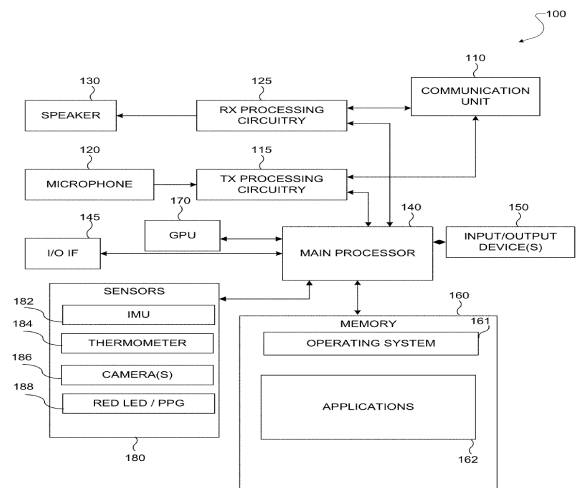 100
110
COMMUNICATION
UNIT
130
SPEAKER
125
RX PROCESSING
CIRCUITRY
120
MICROPHONE
115
TX PROCESSING
CIRCUITRY
170
GPU
140
MAIN PROCESSOR
150
INPUT/OUTPUT
DEVICE(S)
145
I/O IF
SENSORS
182
IMU
184
THERMOMETER
186
CAMERA(S)
188
RED LED / PPG
180
160
MEMORY
161
OPERATING SYSTEM
APPLICATIONS
162